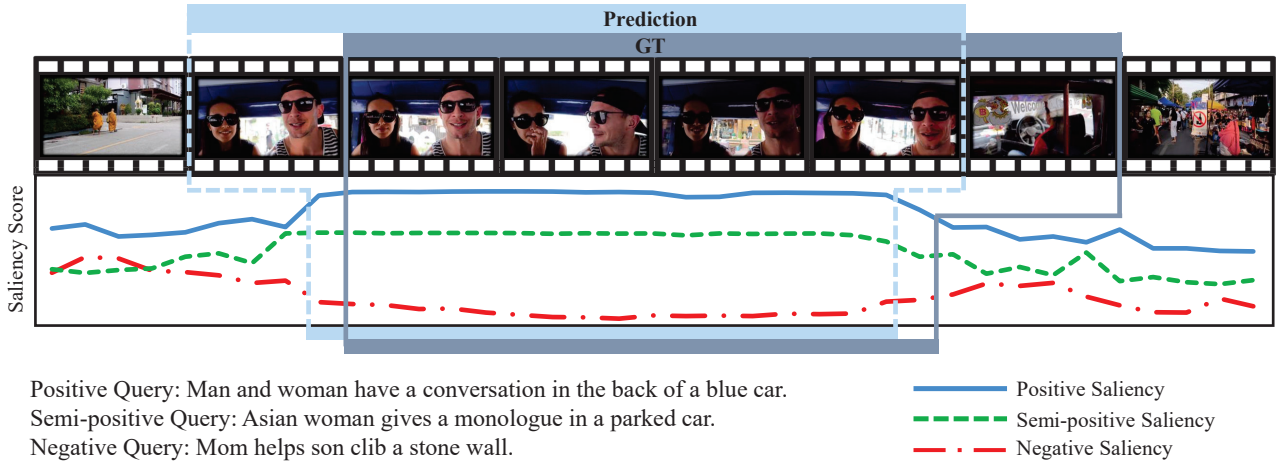 Prediction
GT
Welcome
Saliency Score
Positive Query: Man and woman have a conversation in the back of a blue car.
Semi-positive Query: Asian woman gives a monologue in a parked car.
Negative Query: Mom helps son clib a stone wall.
Positive Saliency
Semi-positive Saliency
Negative Saliency